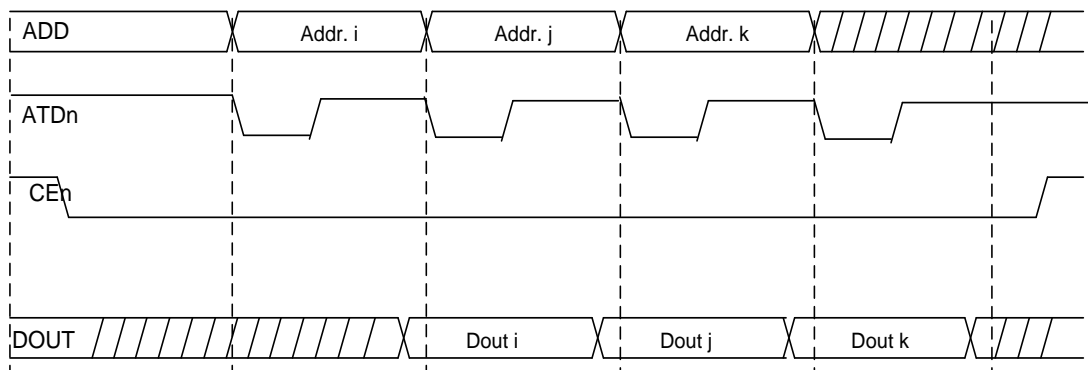 ADD
Addr. i
Addr. j
Addr. k
ATDn
CEn
DOUT
Dout i
Dout j
Dout k